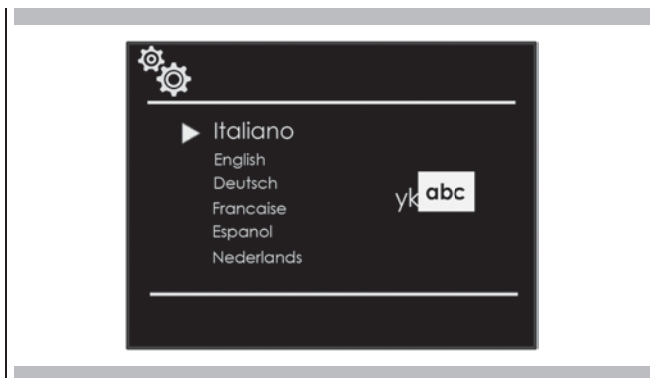 Italiano
English
Deutsch
Francaise
Espanol
Nederlands
yk abc